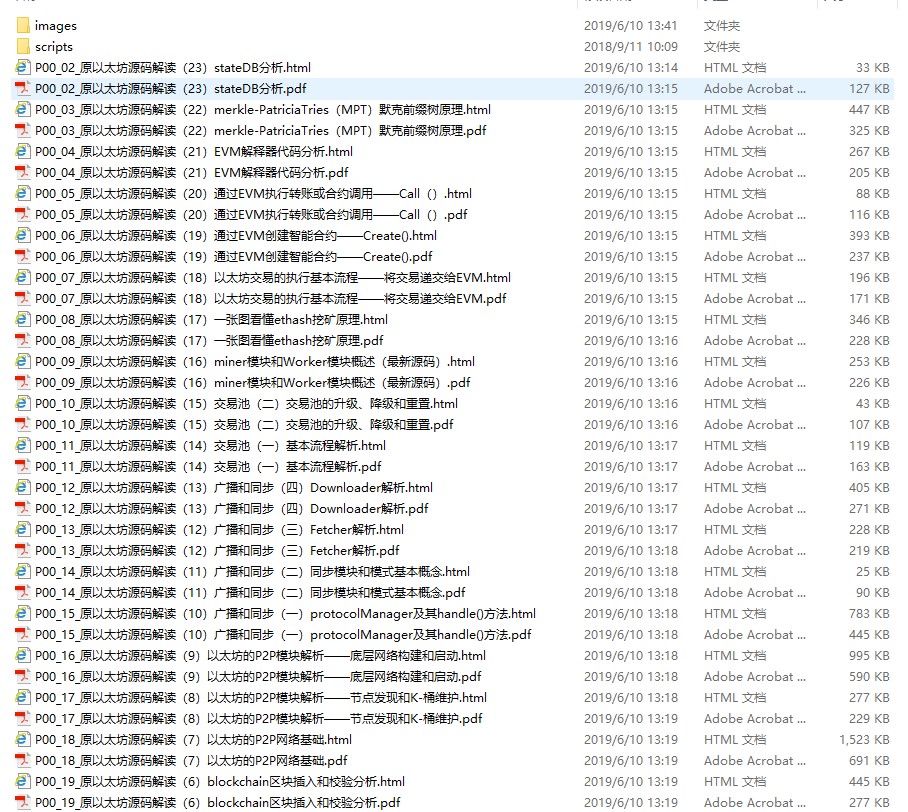 images 2019/6/10 13:41 文件夹
scripts 2018/9/11 10:09 文件夹
P00_02_原以太坊源码解读（23）stateDB分析.html 2019/6/10 13:14 HTML 文档 33 KB
P00_02_原以太坊源码解读（23）stateDB分析.pdf 2019/6/10 13:15 Adobe Acrobat ... 127 KB
P00_03_原以太坊源码解读（22）merkle-PatriciaTries（MPT）默克前缀树原理.html 2019/6/10 13:15 HTML 文档 447 KB
P00_03_原以太坊源码解读（22）merkle-PatriciaTries（MPT）默克前缀树原理.pdf 2019/6/10 13:15 Adobe Acrobat ... 325 KB
P00_04_原以太坊源码解读（21）EVM解释器代码分析.html 2019/6/10 13:15 HTML 文档 267 KB
P00_04_原以太坊源码解读（21）EVM解释器代码分析.pdf 2019/6/10 13:15 Adobe Acrobat ... 205 KB
P00_05_原以太坊源码解读（20）通过EVM执行转账或合约调用——Call（）.html 2019/6/10 13:15 HTML 文档 88 KB
P00_05_原以太坊源码解读（20）通过EVM执行转账或合约调用——Call（）.pdf 2019/6/10 13:15 Adobe Acrobat ... 116 KB
P00_06_原以太坊源码解读（19）通过EVM创建智能合约——Create().html 2019/6/10 13:15 HTML 文档 393 KB
P00_06_原以太坊源码解读（19）通过EVM创建智能合约——Create().pdf 2019/6/10 13:15 Adobe Acrobat ... 237 KB
P00_07_原以太坊源码解读（18）以太坊交易的执行基本流程——将交易递交给EVM.html 2019/6/10 13:15 HTML 文档 196 KB
P00_07_原以太坊源码解读（18）以太坊交易的执行基本流程——将交易递交给EVM.pdf 2019/6/10 13:15 Adobe Acrobat ... 171 KB
P00_08_原以太坊源码解读（17）一张图看懂ethash挖矿原理.html 2019/6/10 13:15 HTML 文档 346 KB
P00_08_原以太坊源码解读（17）一张图看懂ethash挖矿原理.pdf 2019/6/10 13:16 Adobe Acrobat ... 228 KB
P00_09_原以太坊源码解读（16）miner模块和Worker模块概述（最新源码）.html 2019/6/10 13:16 HTML 文档 253 KB
P00_09_原以太坊源码解读（16）miner模块和Worker模块概述（最新源码）.pdf 2019/6/10 13:16 Adobe Acrobat ... 226 KB
P00_10_原以太坊源码解读（15）交易池（二）交易池的升级、降级和重置.html 2019/6/10 13:16 HTML 文档 43 KB
P00_10_原以太坊源码解读（15）交易池（二）交易池的升级、降级和重置.pdf 2019/6/10 13:16 Adobe Acrobat ... 107 KB
P00_11_原以太坊源码解读（14）交易池（一）基本流程解析.html 2019/6/10 13:17 HTML 文档 119 KB
P00_11_原以太坊源码解读（14）交易池（一）基本流程解析.pdf 2019/6/10 13:17 Adobe Acrobat ... 163 KB
P00_12_原以太坊源码解读（13）广播和同步（四）Downloader解析.html 2019/6/10 13:17 HTML 文档 405 KB
P00_12_原以太坊源码解读（13）广播和同步（四）Downloader解析.pdf 2019/6/10 13:17 Adobe Acrobat ... 271 KB
P00_13_原以太坊源码解读（12）广播和同步（三）Fetcher解析.html 2019/6/10 13:17 HTML 文档 228 KB
P00_13_原以太坊源码解读（12）广播和同步（三）Fetcher解析.pdf 2019/6/10 13:18 Adobe Acrobat ... 219 KB
P00_14_原以太坊源码解读（11）广播和同步（二）同步模块和模式基本概念.html 2019/6/10 13:18 HTML 文档 25 KB
P00_14_原以太坊源码解读（11）广播和同步（二）同步模块和模式基本概念.pdf 2019/6/10 13:18 Adobe Acrobat ... 90 KB
P00_15_原以太坊源码解读（10）广播和同步（一）protocolManager及其handle()方法.html 2019/6/10 13:18 HTML 文档 783 KB
P00_15_原以太坊源码解读（10）广播和同步（一）protocolManager及其handle()方法.pdf 2019/6/10 13:18 Adobe Acrobat ... 445 KB
P00_16_原以太坊源码解读（9）以太坊的P2P模块解析——底层网络构建和启动.html 2019/6/10 13:18 HTML 文档 995 KB
P00_16_原以太坊源码解读（9）以太坊的P2P模块解析——底层网络构建和启动.pdf 2019/6/10 13:18 Adobe Acrobat ... 590 KB
P00_17_原以太坊源码解读（8）以太坊的P2P模块解析——节点发现和K-桶维护.html 2019/6/10 13:18 HTML 文档 277 KB
P00_17_原以太坊源码解读（8）以太坊的P2P模块解析——节点发现和K-桶维护.pdf 2019/6/10 13:19 Adobe Acrobat ... 229 KB
P00_18_原以太坊源码解读（7）以太坊的P2P网络基础.html 2019/6/10 13:19 HTML 文档 1,523 KB
P00_18_原以太坊源码解读（7）以太坊的P2P网络基础.pdf 2019/6/10 13:19 Adobe Acrobat ... 691 KB
P00_19_原以太坊源码解读（6）blockchain区块插入和校验分析.html 2019/6/10 13:19 HTML 文档 445 KB
P00_19_原以太坊源码解读（6）blockchain区块插入和校验分析.pdf 2019/6/10 13:19 Adobe Acrobat ... 277 KB